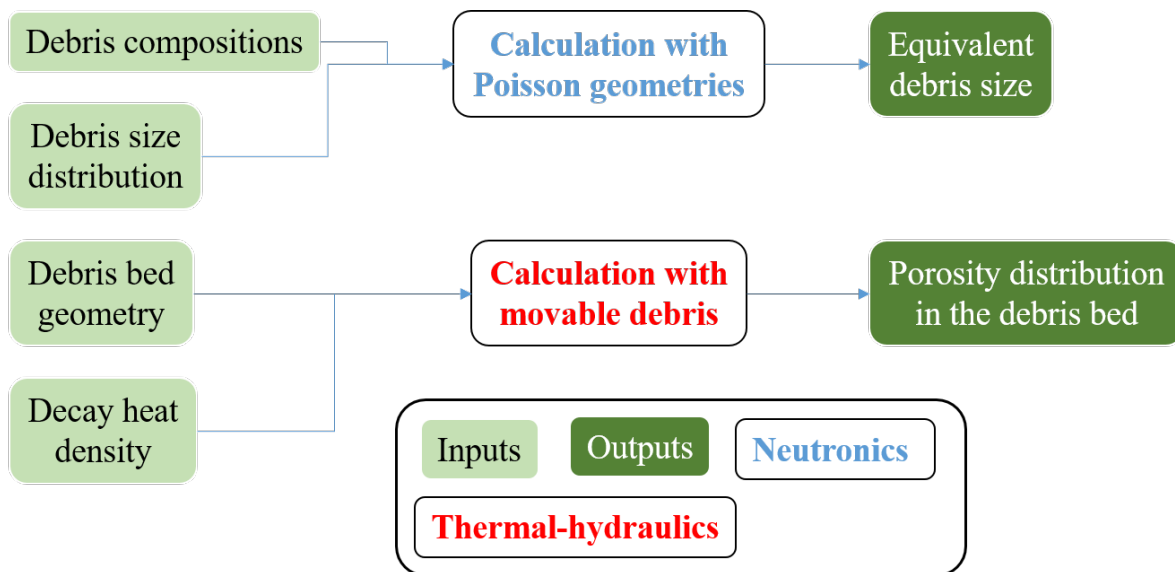 Debris compositions
Calculation with
Poisson geometries
Equivalent
debris size
Debris size
distribution
Debris bed
geometry
Calculation with
movable debris
Porosity distribution
in the debris bed
Decay heat
density
Inputs
Outputs
Neutronics
Thermal-hydraulics